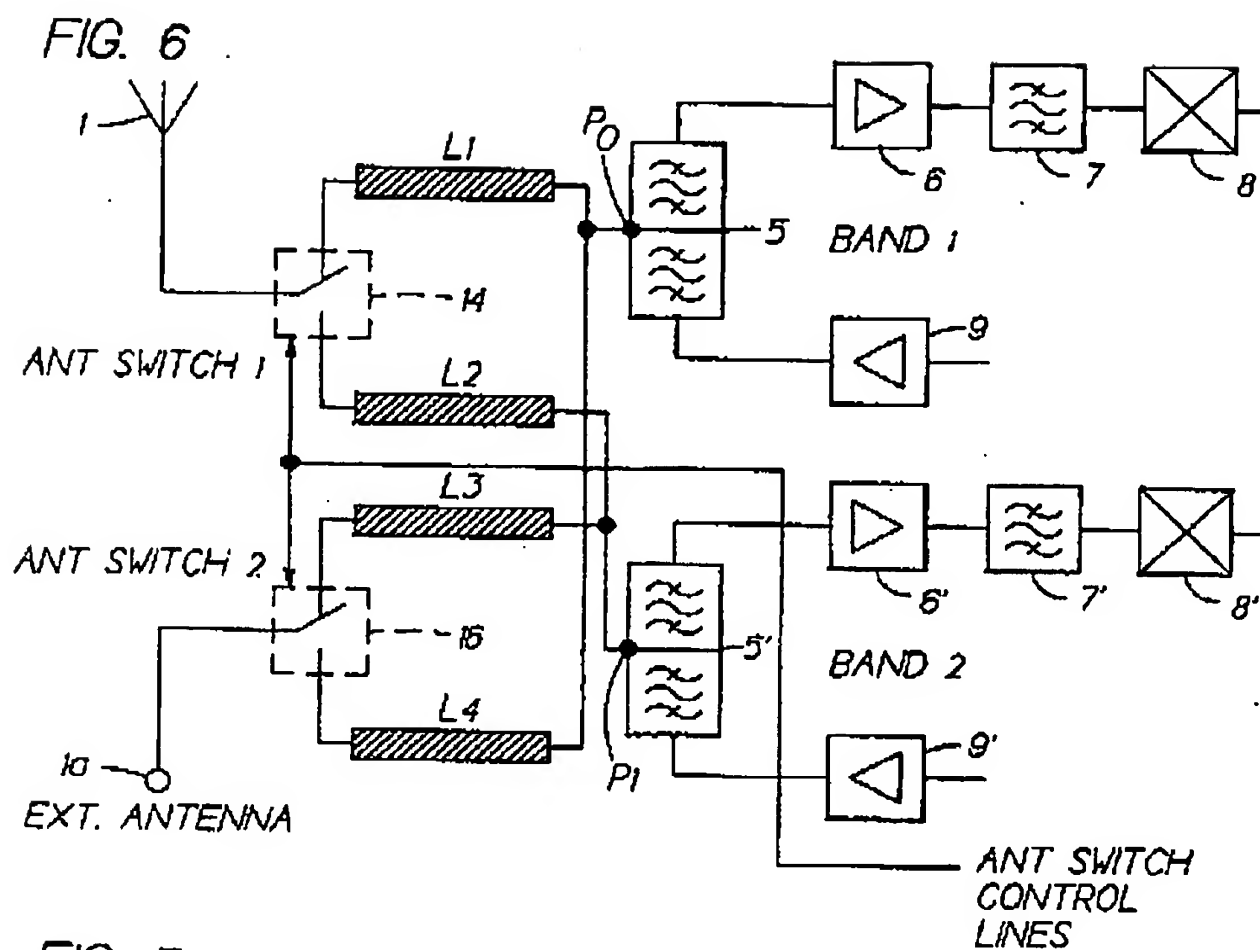 FIG. 6
1
L1
P0
6
7
8
5
BAND 1
14
9
ANT SWITCH 1
L2
L3
ANT SWITCH 2
6'
7'
8'
16
5'
BAND 2
L4
9'
10
P1
EXT. ANTENNA
ANT SWITCH
CONTROL
LINES